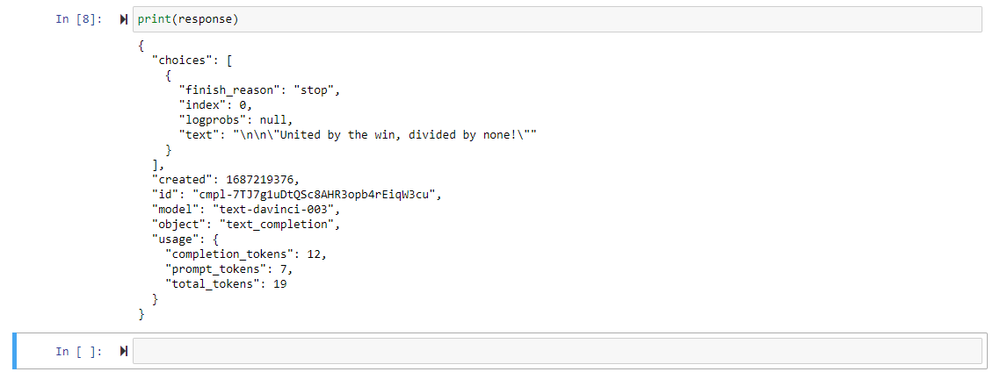 In [8]: print(response)
{
  "choices": [
    {
      "finish_reason": "stop",
      "index": 0,
      "logprobs": null,
      "text": "\n\n\"United by the win, divided by none!\""
    }
  ],
  "created": 1687219376,
  "id": "cmpl-7TJ7g1uDtQSc8AHR3opb4rEiqW3cu",
  "model": "text-davinci-003",
  "object": "text_completion",
  "usage": {
    "completion_tokens": 12,
    "prompt_tokens": 7,
    "total_tokens": 19
  }
}
In [ ]: